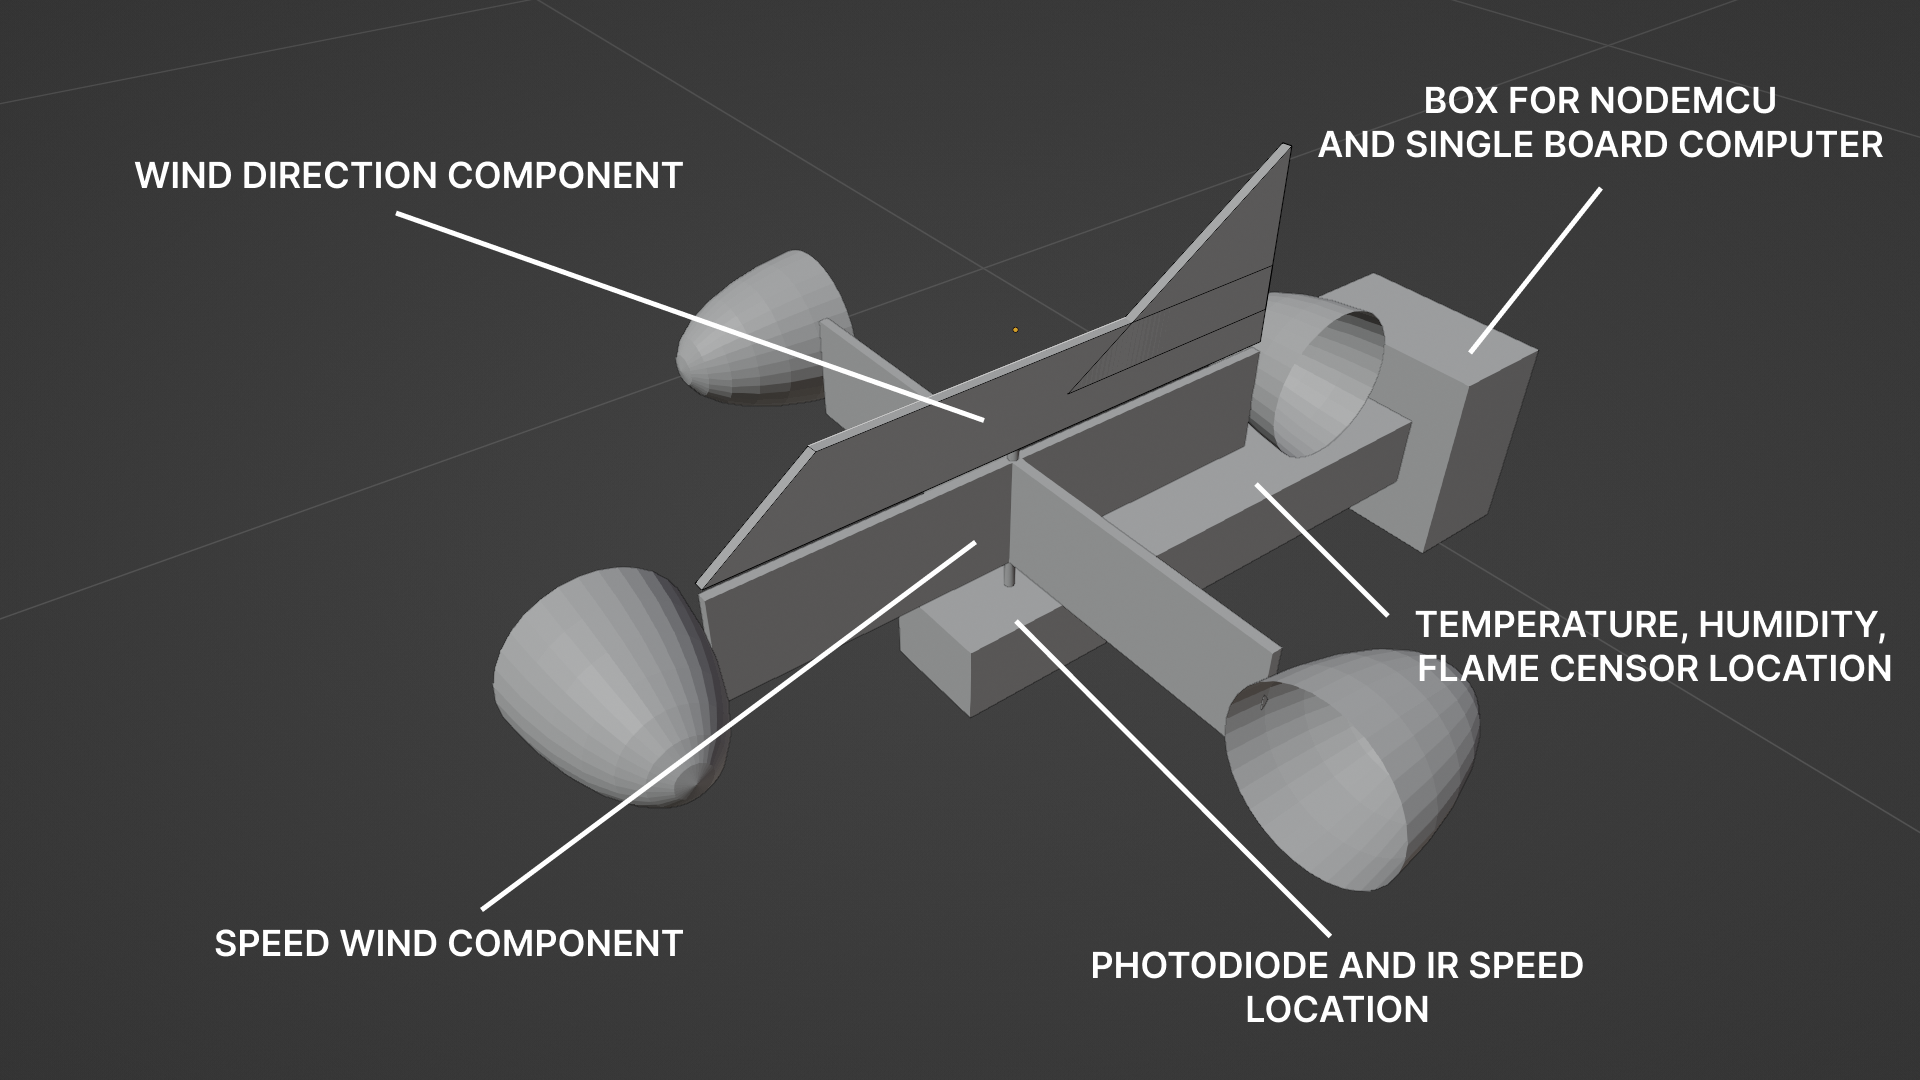 BOX FOR NODEMCU
AND SINGLE BOARD COMPUTER
WIND DIRECTION COMPONENT
TEMPERATURE, HUMIDITY,
FLAME CENSOR LOCATION
SPEED WIND COMPONENT
PHOTODIODE AND IR SPEED
LOCATION